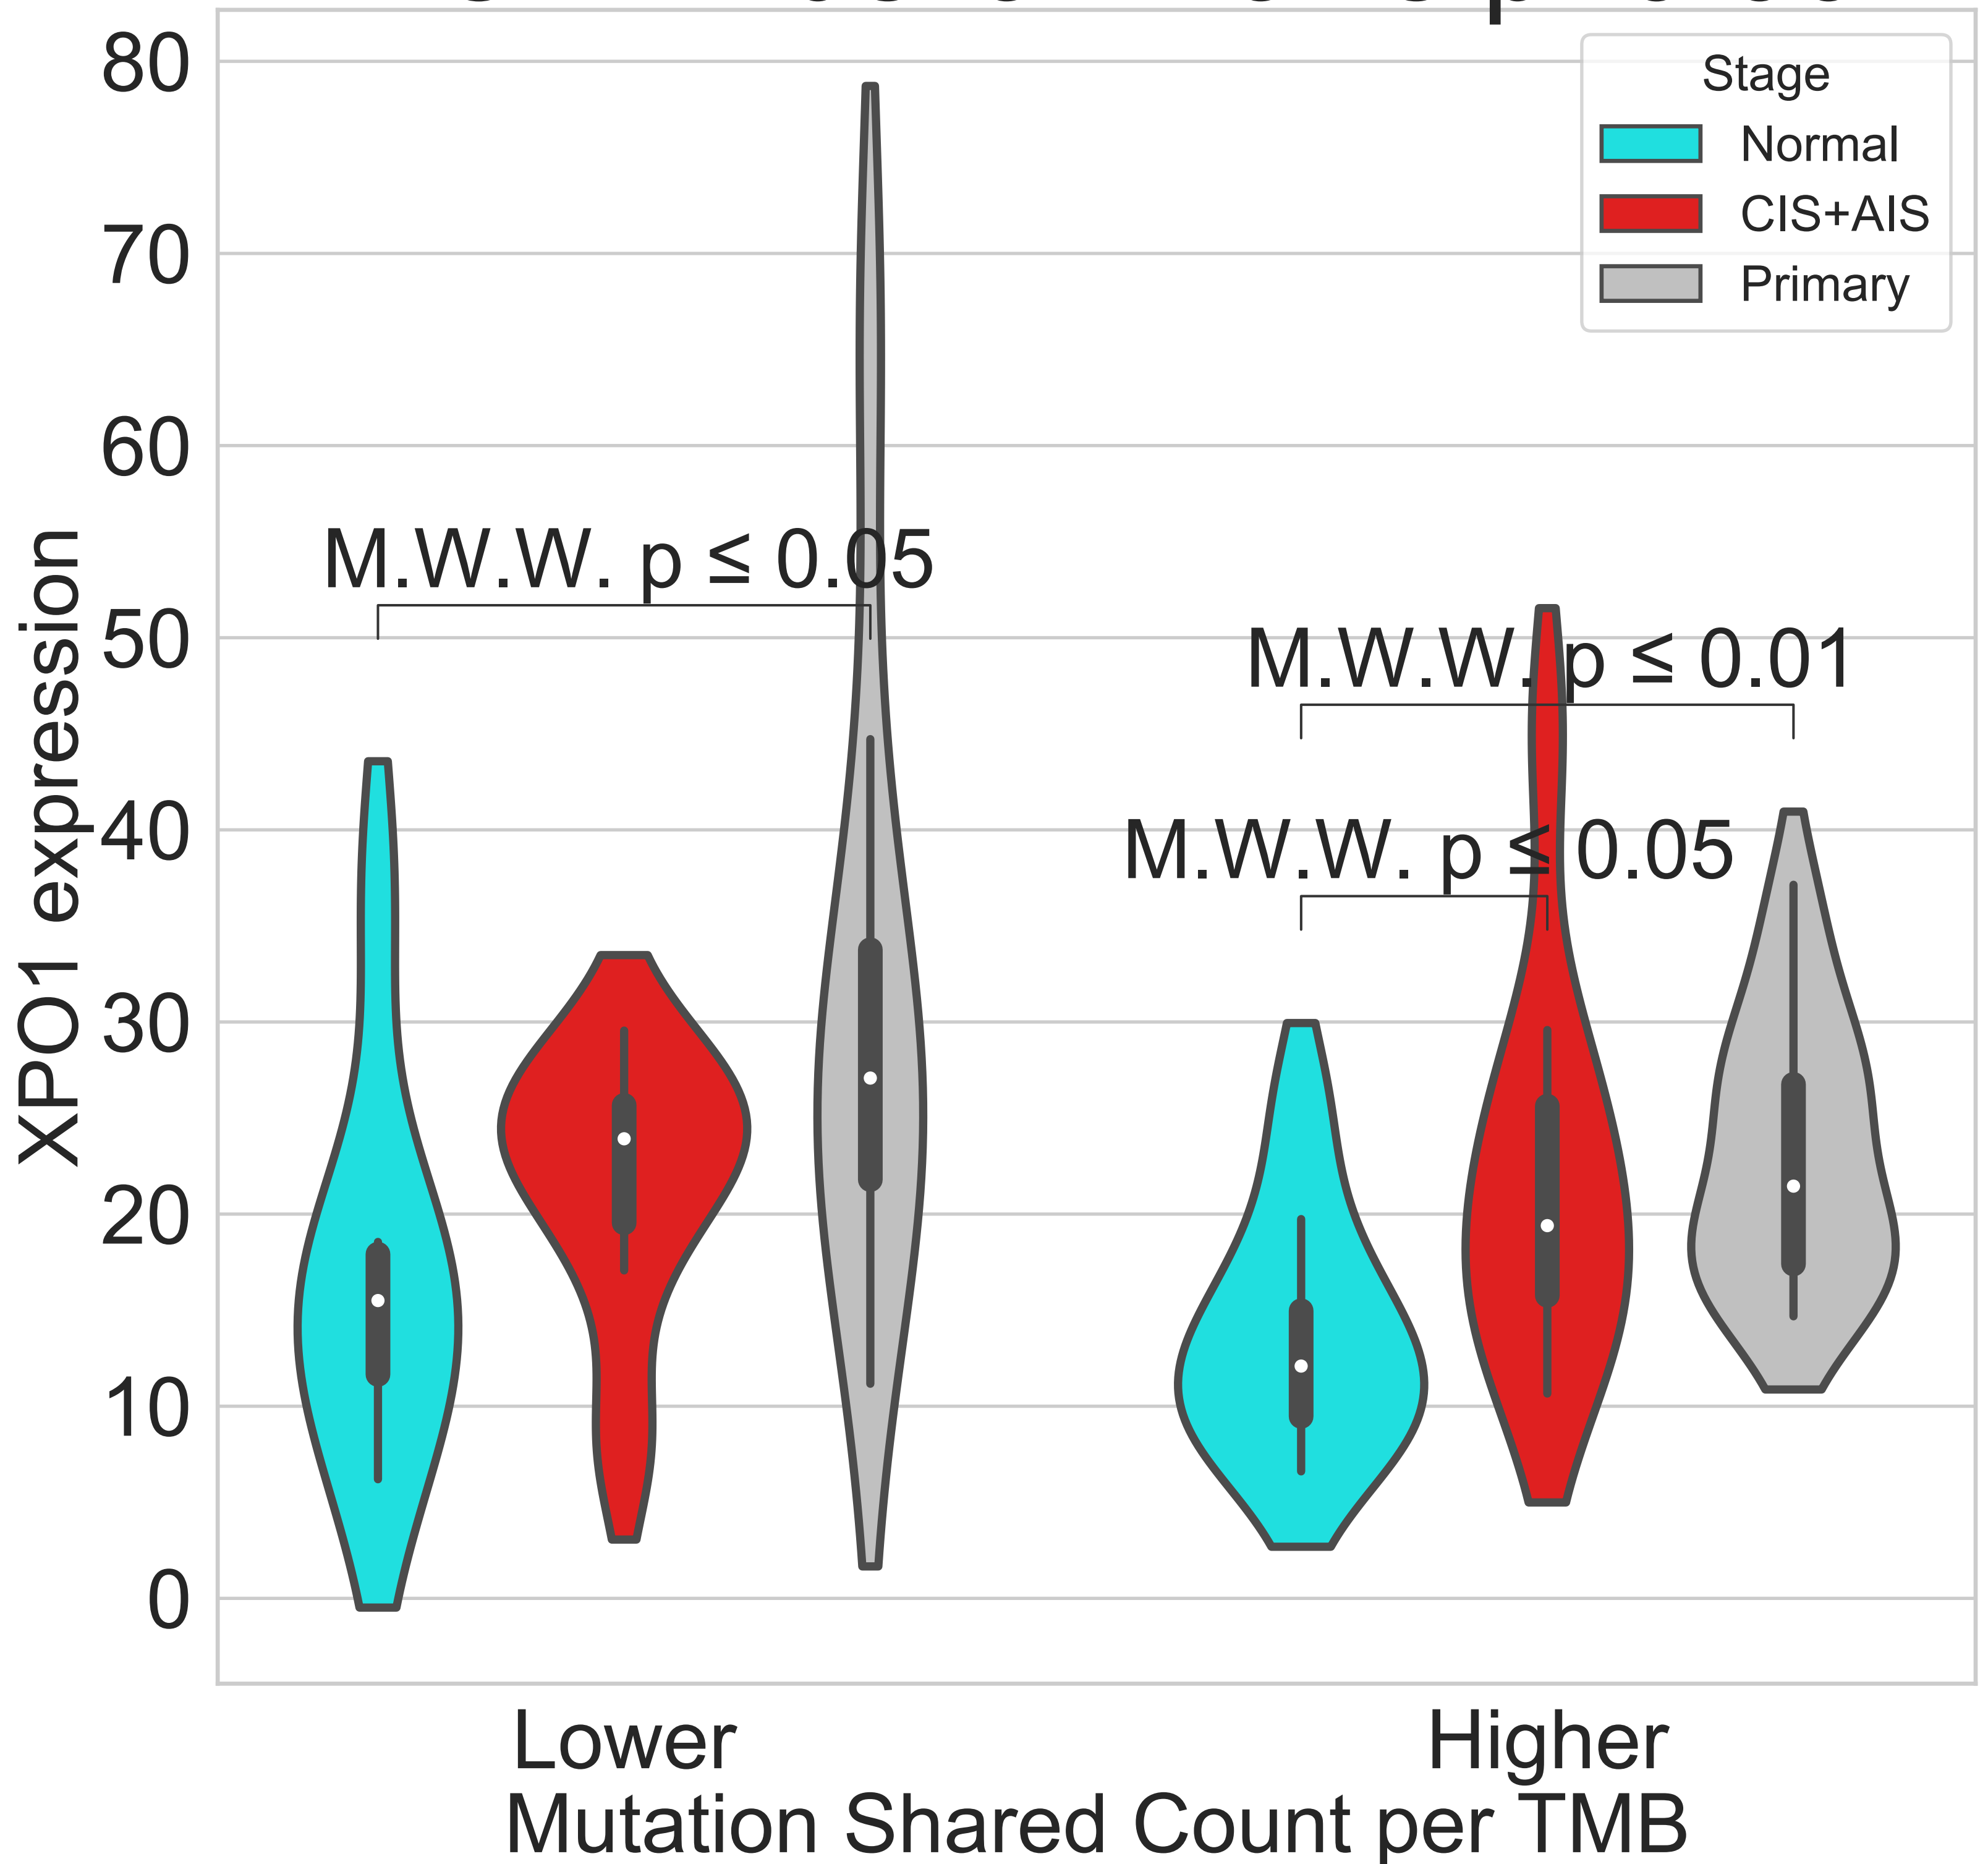 80
70
60
50
40
30
20
10
0
XPO1 expression
Stage
Normal
CIS+AIS
Primary
M.W.W. p ≤ 0.05
M.W.W. p ≤ 0.01
M.W.W. p ≤ 0.05
Lower
Higher
Mutation Shared Count per TMB